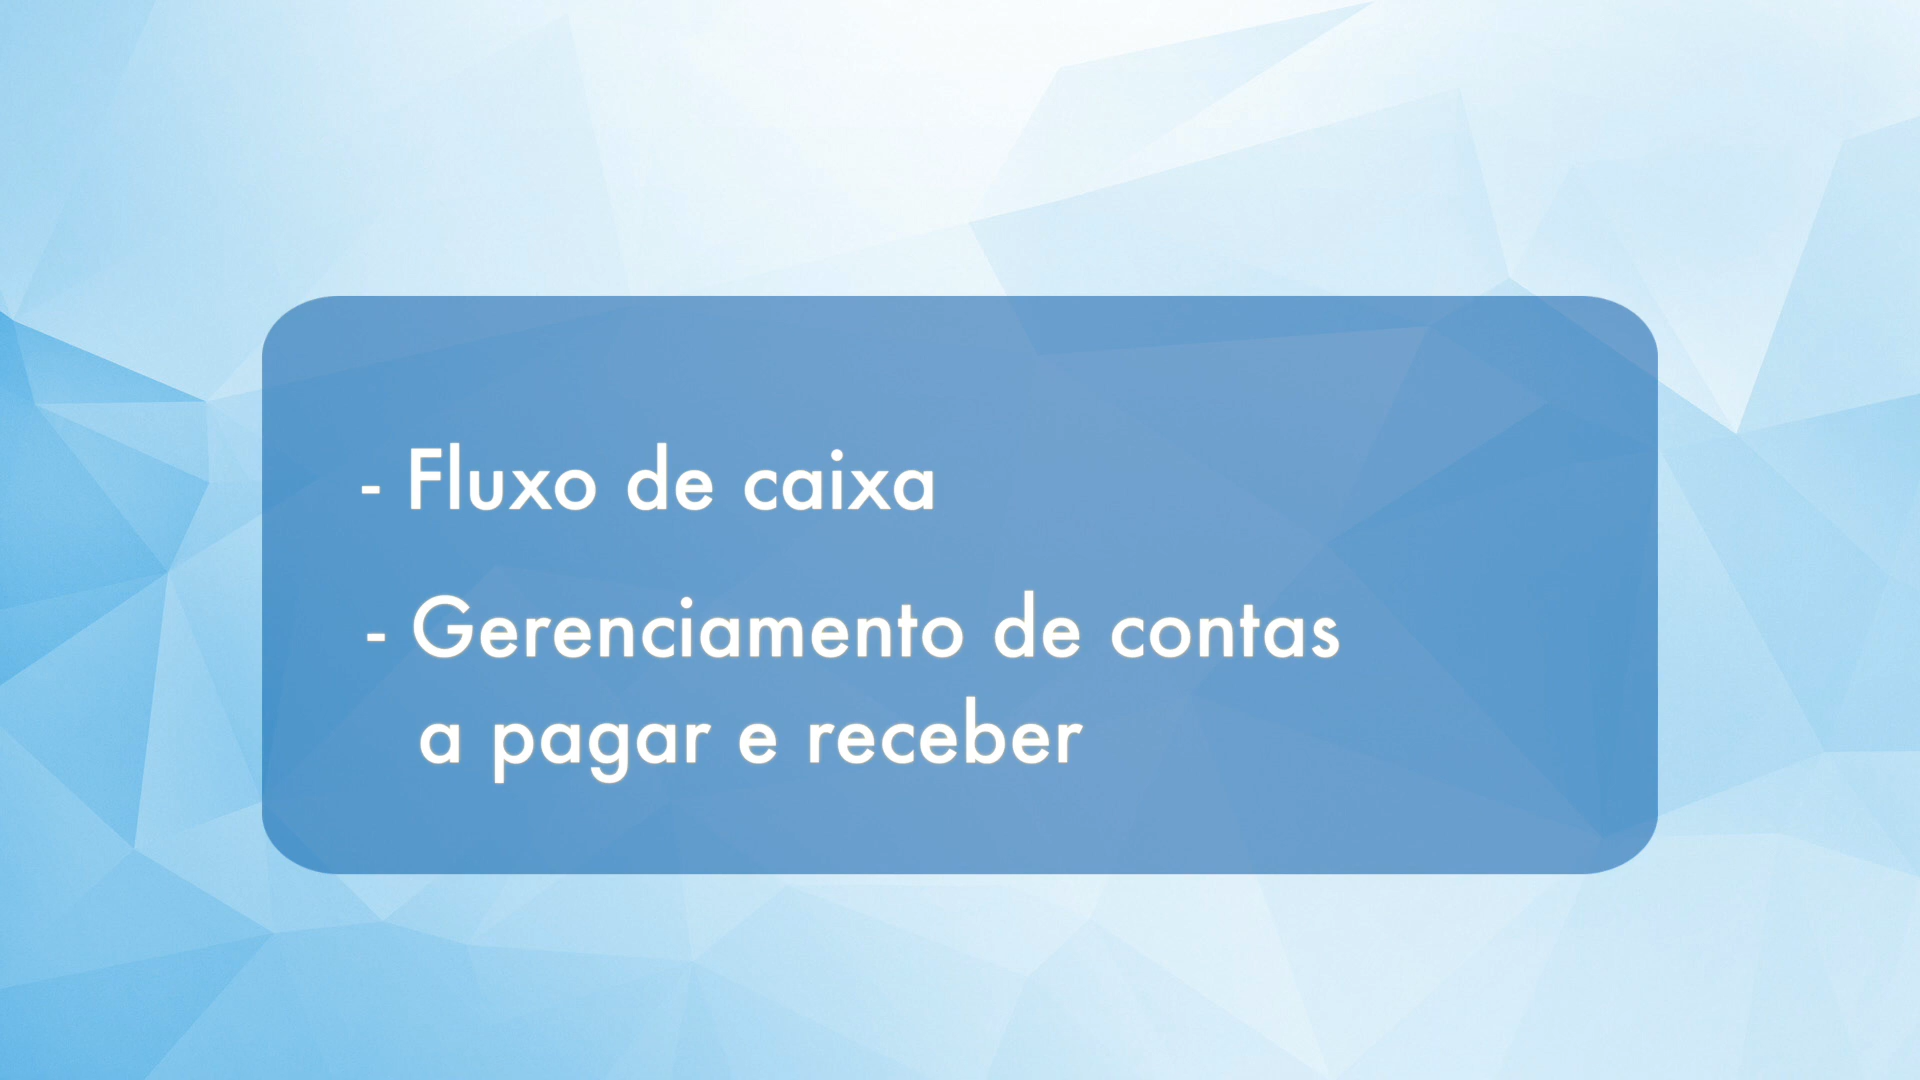 - Fluxo de caixa
- Gerenciamento de contas
a pagar e receber